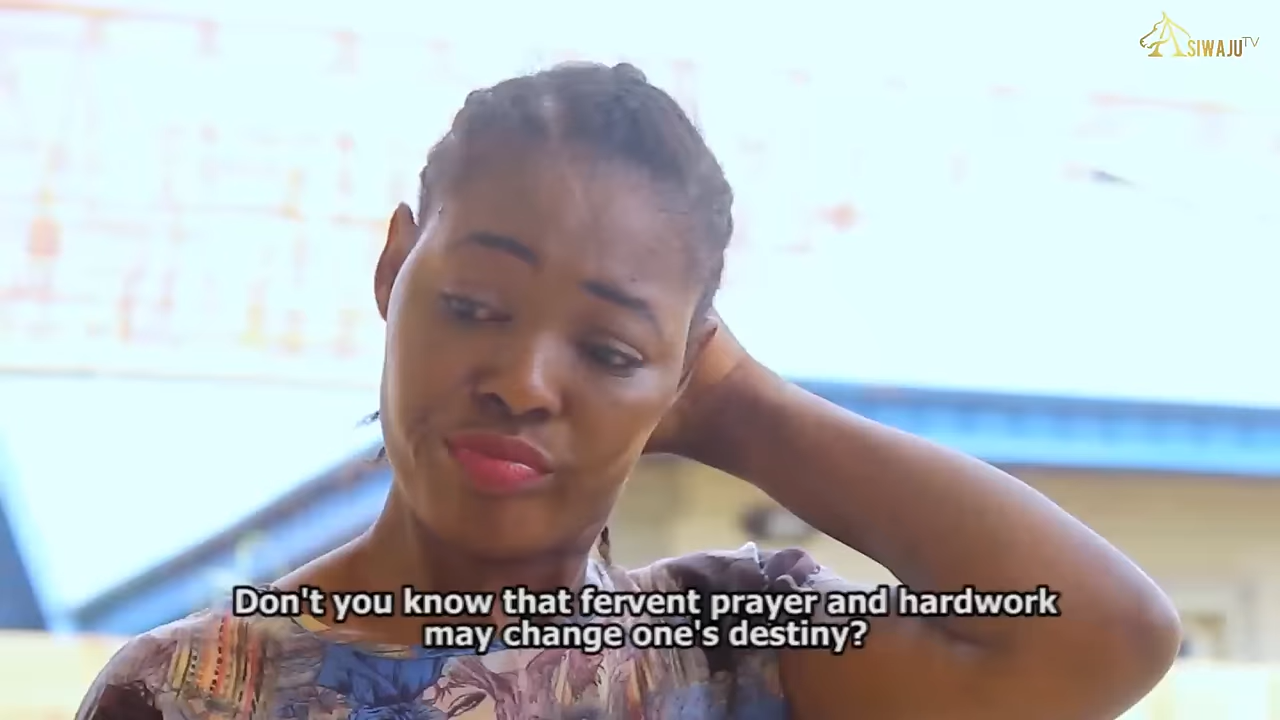 ASIWAJU TV
Don't you know that fervent prayer and hardwork
may change one's destiny?